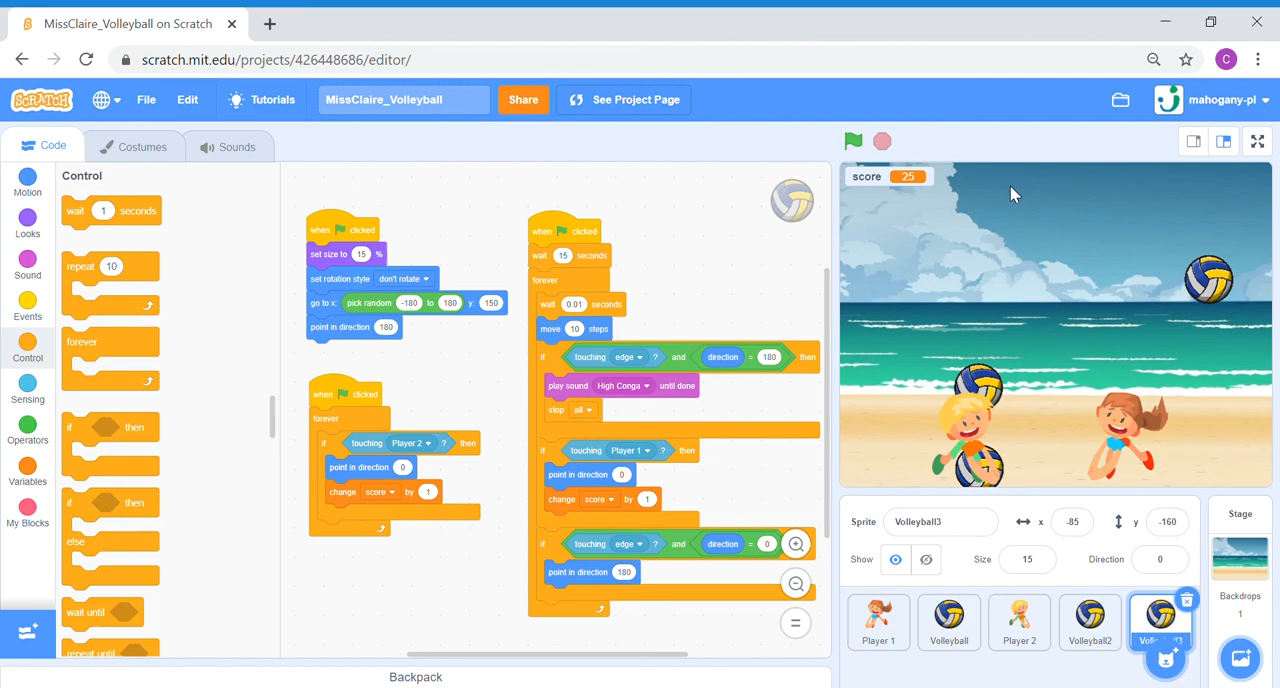 MissClaire_Volleyball on Scratch
scratch.mit.edu/projects/426448686/editor/
C
SCRATCH File Edit Tutorials MissClaire_Volleyball Share See Project Page mahogany-pl
Code Costumes Sounds
Motion
Looks
Sound
Events
Control
Sensing
Operators
Variables
My Blocks
Control
wait 1 seconds
repeat 10
forever
if then
if then
else
wait until
repeat until
when clicked
set size to 15 %
set rotation style don't rotate
go to x: pick random -180 to 180 y: 150
point in direction 180
when clicked
forever
if touching Player 2 ? then
point in direction 0
change score by 1
when clicked
wait 15 seconds
forever
wait 0.01 seconds
move 10 steps
if touching edge ? and direction = 180 then
play sound High Conga until done
stop all
if touching Player 1 ? then
point in direction 0
change score by 1
if touching edge ? and direction = 0
point in direction 180
score 25
Sprite Volleyball3 x -85 y -160
Show Size 15 Direction 0
Player 1
Volleyball
Player 2
Volleyball2
Stage
Backdrops
1
Backpack